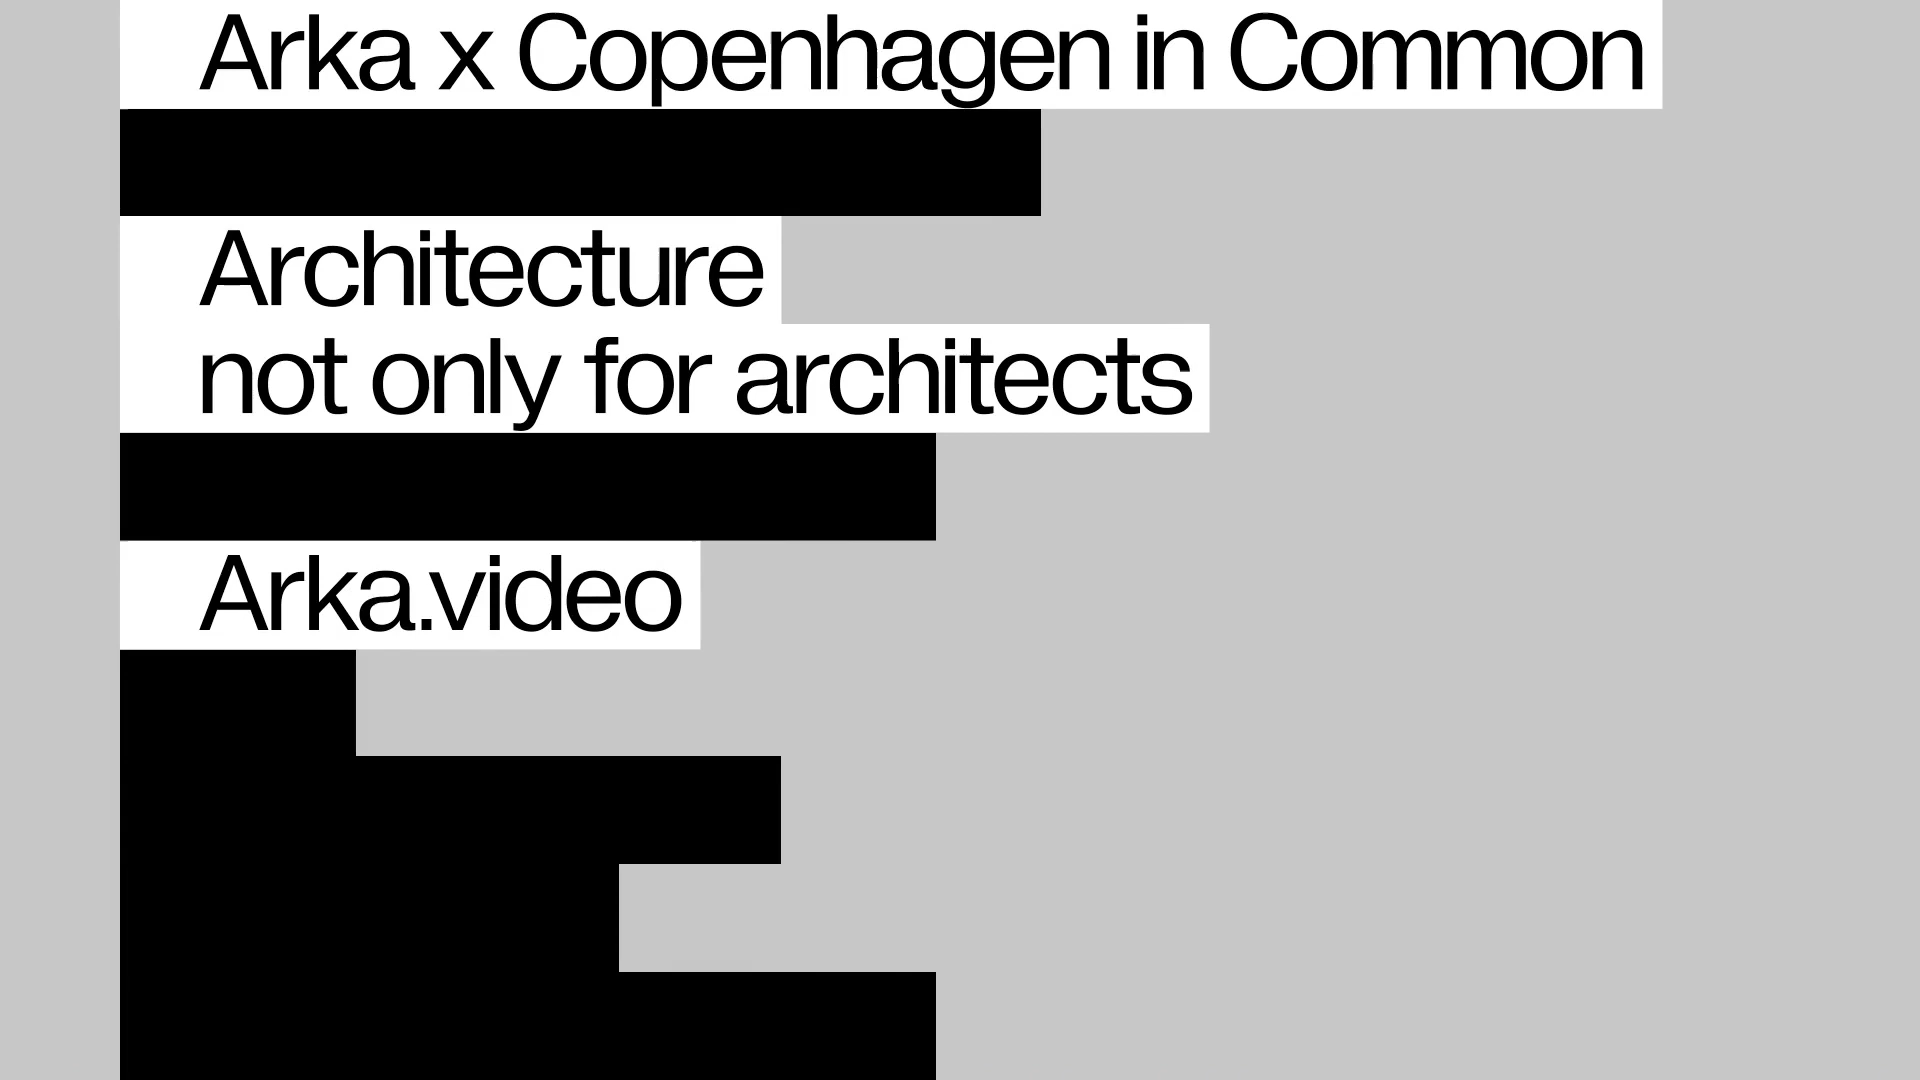 Arka x Copenhagen in Common
Architecture
not only for architects
Arka.video